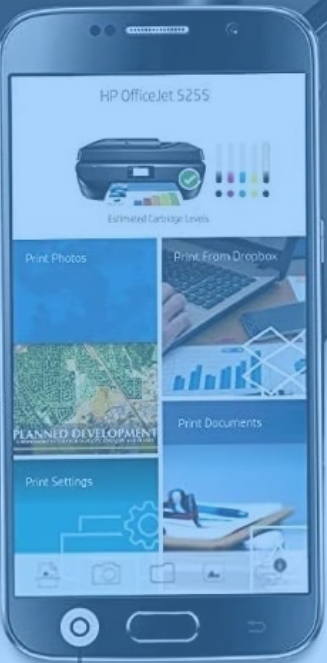 HP OfficeJet 5255
Estimated Cartridge Levels
Print Photos
Print From Dropbox
PLANNED DEVELOPMENT
Print Documents
Print Settings